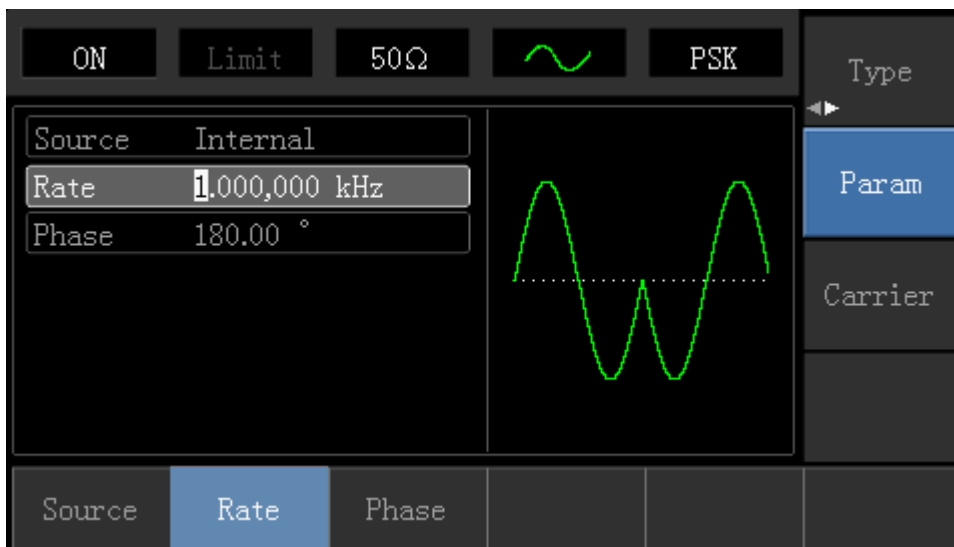 ON Limit 50Ω PSK
Type
Source Internal
Rate 1.000,000 kHz
Param
Phase 180.00 °
Carrier
Source Rate Phase